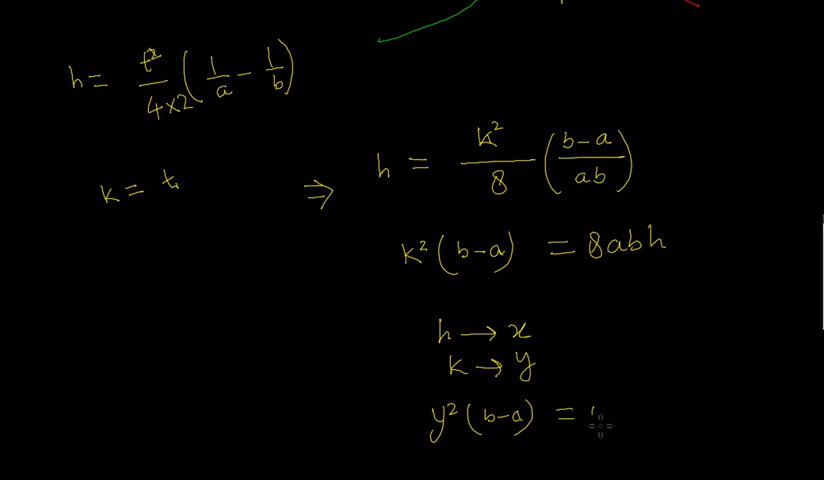 h = t²/4×2 (1/a − 1/b)
k = t
⇒ h = k²/8 ((b−a)/ab)
k²(b−a) = 8abh
h → x
k → y
y²(b−a) =